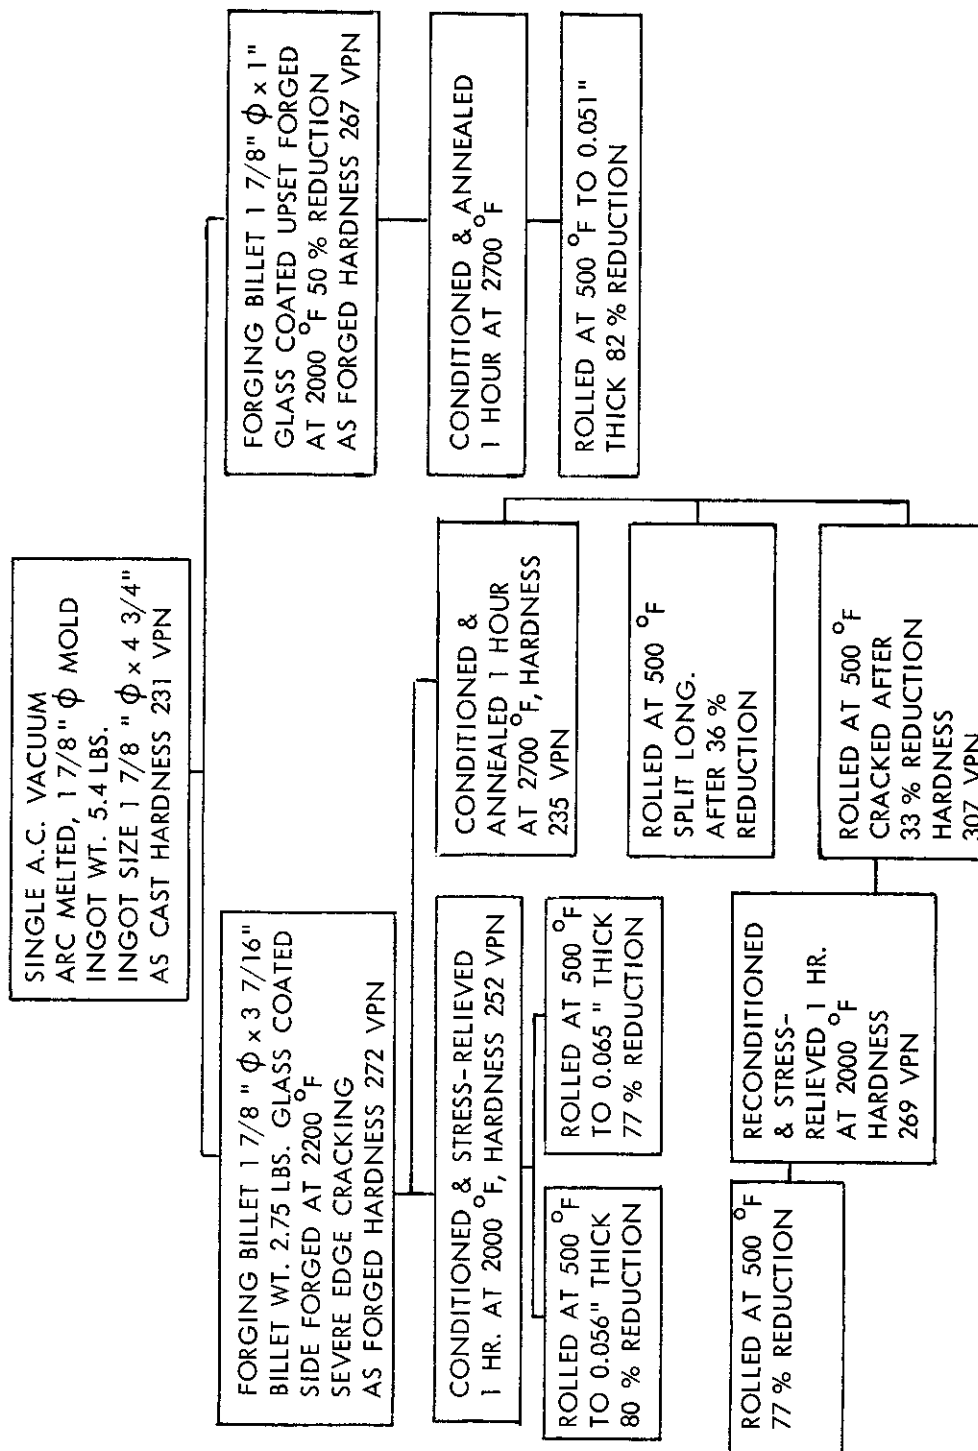 SINGLE A.C. VACUUM
ARC MELTED, 1 7/8" ϕ MOLD
INGOT WT. 5.4 LBS.
INGOT SIZE 1 7/8 " ϕ x 4 3/4"
AS CAST HARDNESS 231 VPN
FORGING BILLET 1 7/8 " ϕ x 3 7/16"
BILLET WT. 2.75 LBS. GLASS COATED
SIDE FORGED AT 2200 °F
SEVERE EDGE CRACKING
AS FORGED HARDNESS 272 VPN
FORGING BILLET 1 7/8" ϕ x 1"
GLASS COATED UPSET FORGED
AT 2000 °F 50 % REDUCTION
AS FORGED HARDNESS 267 VPN
CONDITIONED & STRESS-RELIEVED
1 HR. AT 2000 °F, HARDNESS 252 VPN
CONDITIONED &
ANNEALED 1 HOUR
AT 2700 °F, HARDNESS
235 VPN
CONDITIONED & ANNEALED
1 HOUR AT 2700 °F
ROLLED AT 500 °F
TO 0.056" THICK
80 % REDUCTION
ROLLED AT 500 °F
TO 0.065 " THICK
77 % REDUCTION
ROLLED AT 500 °F
SPLIT LONG.
AFTER 36 %
REDUCTION
ROLLED AT 500 °F TO 0.051"
THICK 82 % REDUCTION
ROLLED AT 500 °F
77 % REDUCTION
RECONDITIONED
& STRESS-
RELIEVED 1 HR.
AT 2000 °F
HARDNESS
269 VPN
ROLLED AT 500 °F
CRACKED AFTER
33 % REDUCTION
HARDNESS
307 VPN